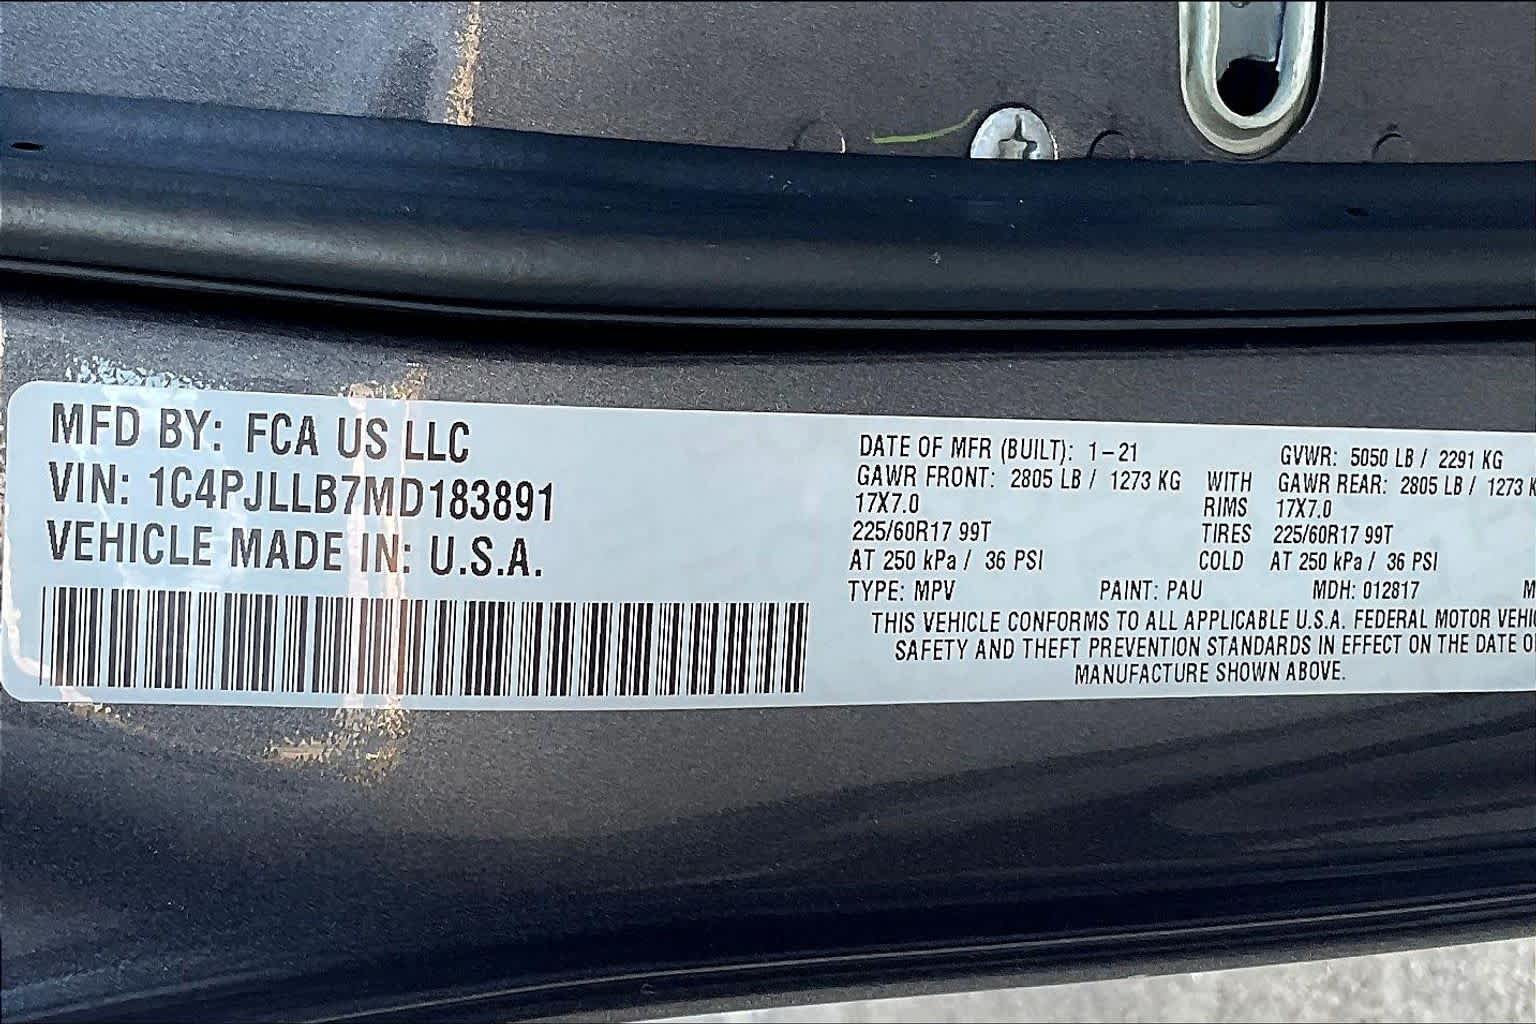 MFD BY: FCA US LLC
VIN: 1C4PJLLB7MD183891
VEHICLE MADE IN: U.S.A.
DATE OF MFR (BUILT): 1-21 GVWR: 5050 LB / 2291 KG
GAWR FRONT: 2805 LB / 1273 KG WITH GAWR REAR: 2805 LB / 1273 K
17X7.0 RIMS 17X7.0
225/60R17 99T TIRES 225/60R17 99T
AT 250 kPa / 36 PSI COLD AT 250 kPa / 36 PSI
TYPE: MPV PAINT: PAU MDH: 012817 M
THIS VEHICLE CONFORMS TO ALL APPLICABLE U.S.A. FEDERAL MOTOR VEHIC
SAFETY AND THEFT PREVENTION STANDARDS IN EFFECT ON THE DATE O
MANUFACTURE SHOWN ABOVE.